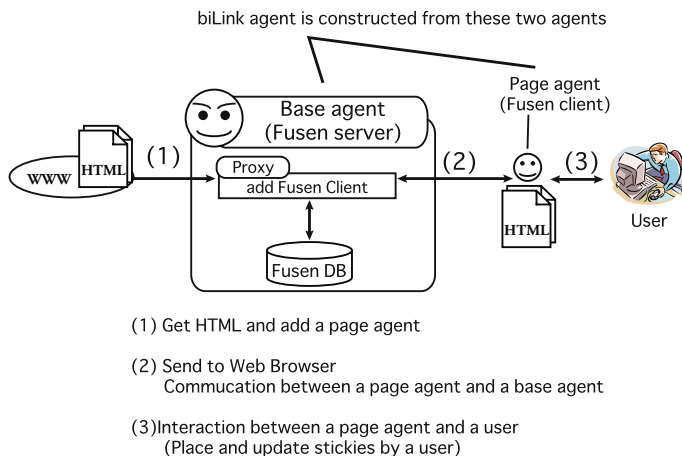 biLink agent is constructed from these two agents
Page agent
(Fusen client)
Base agent
(Fusen server)
HTML
WWW
(1)
Proxy
add Fusen Client
(2)
(3)
HTML
User
Fusen DB
(1) Get HTML and add a page agent
(2) Send to Web Browser
Commucation between a page agent and a base agent
(3)Interaction between a page agent and a user
(Place and update stickies by a user)